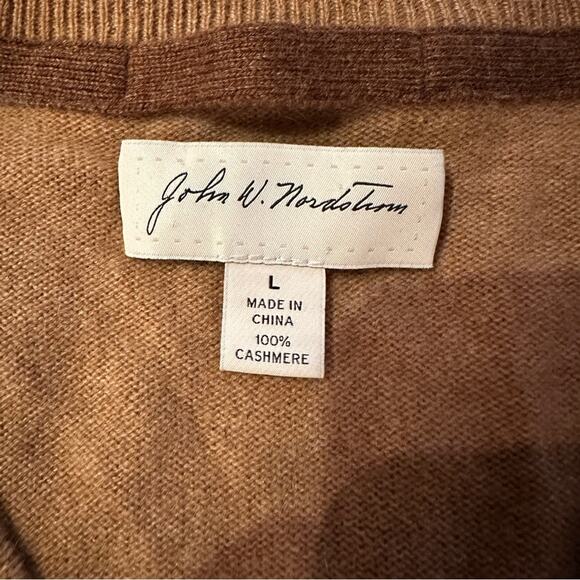 John W. Nordstrom
L
MADE IN
CHINA
100%
CASHMERE